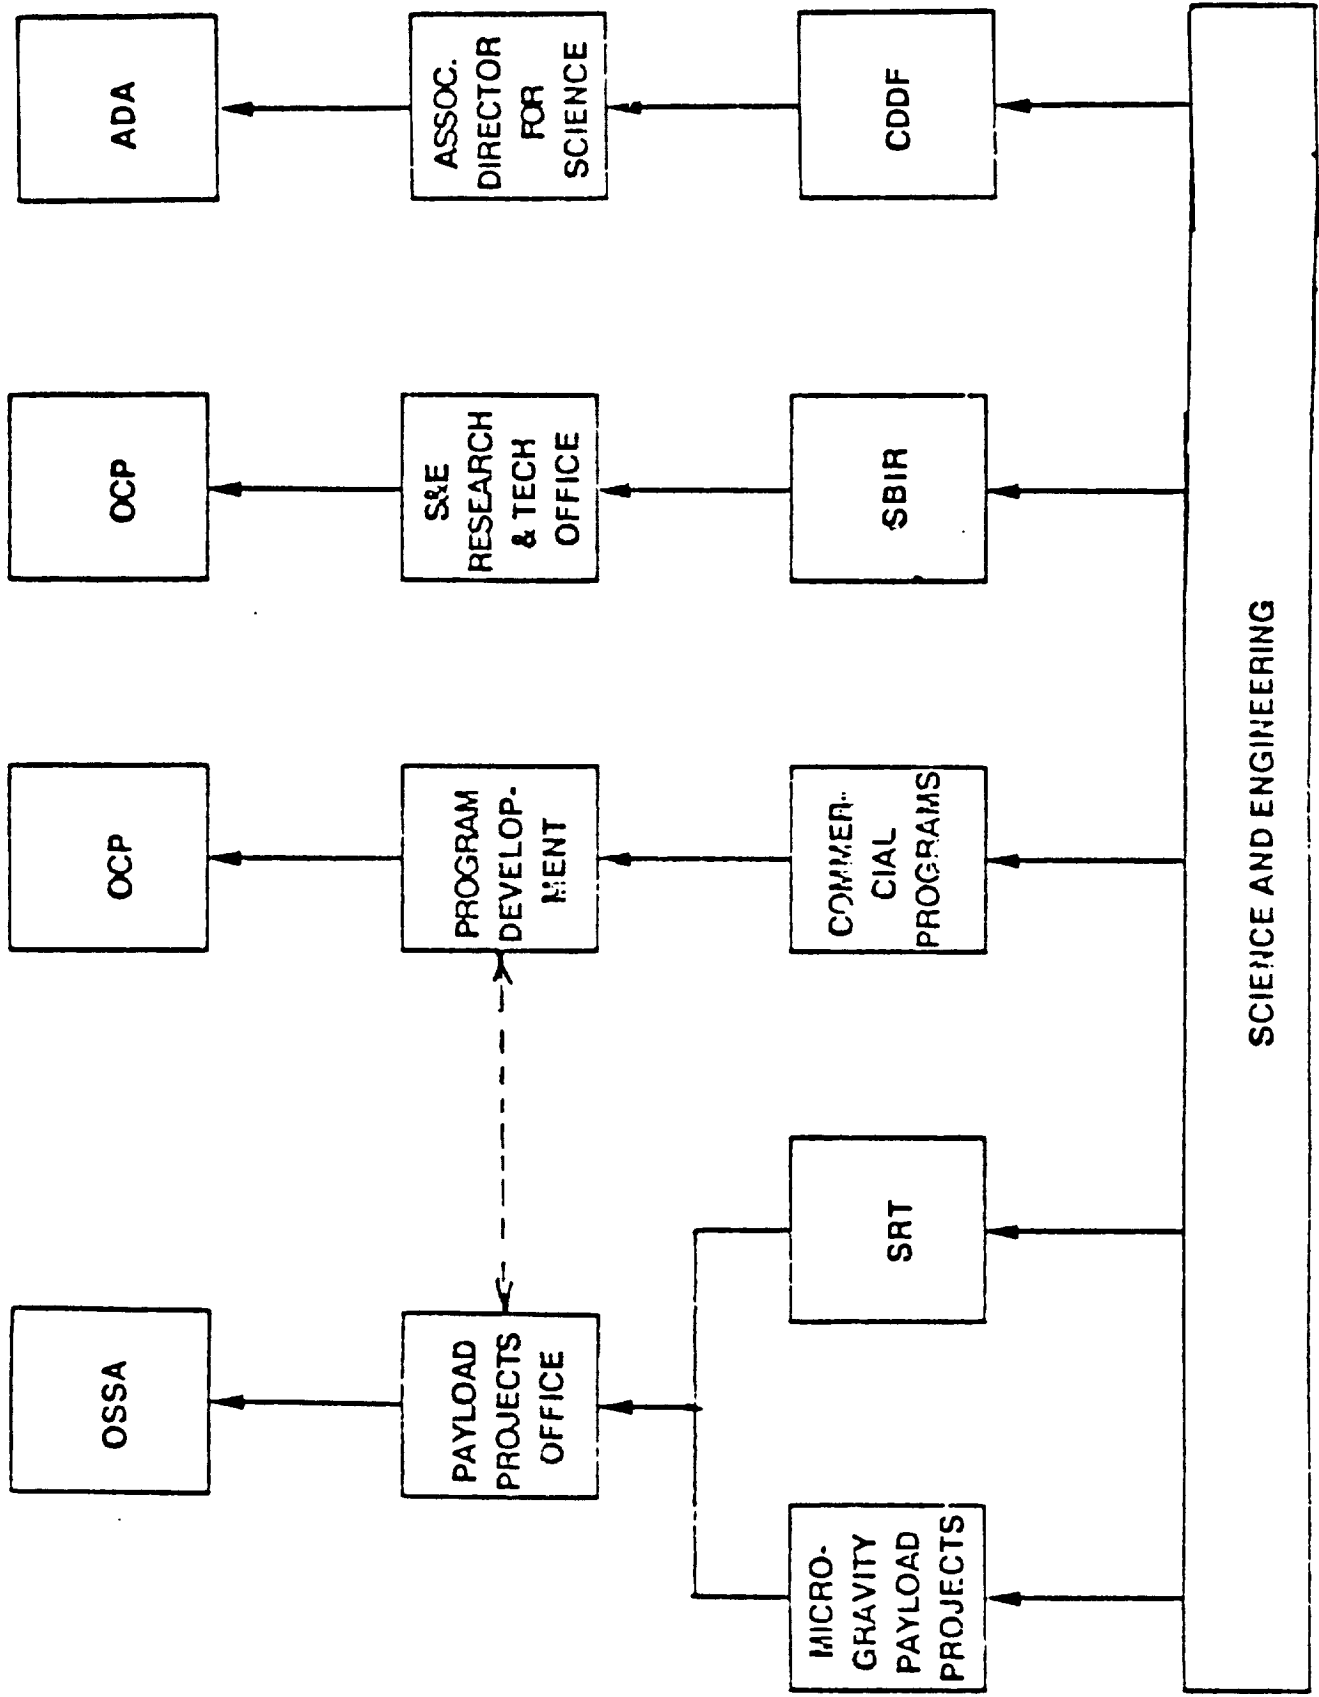 OSSA
OCP
OCP
ADA
PAYLOAD
PROJECTS
OFFICE
PROGRAM
DEVELOP-
MENT
S&E
RESEARCH
& TECH
OFFICE
ASSOC.
DIRECTOR
FOR
SCIENCE
MICRO-
GRAVITY
PAYLOAD
PROJECTS
SRT
COMMER-
CIAL
PROGRAMS
SBIR
CDDF
SCIENCE AND ENGINEERING